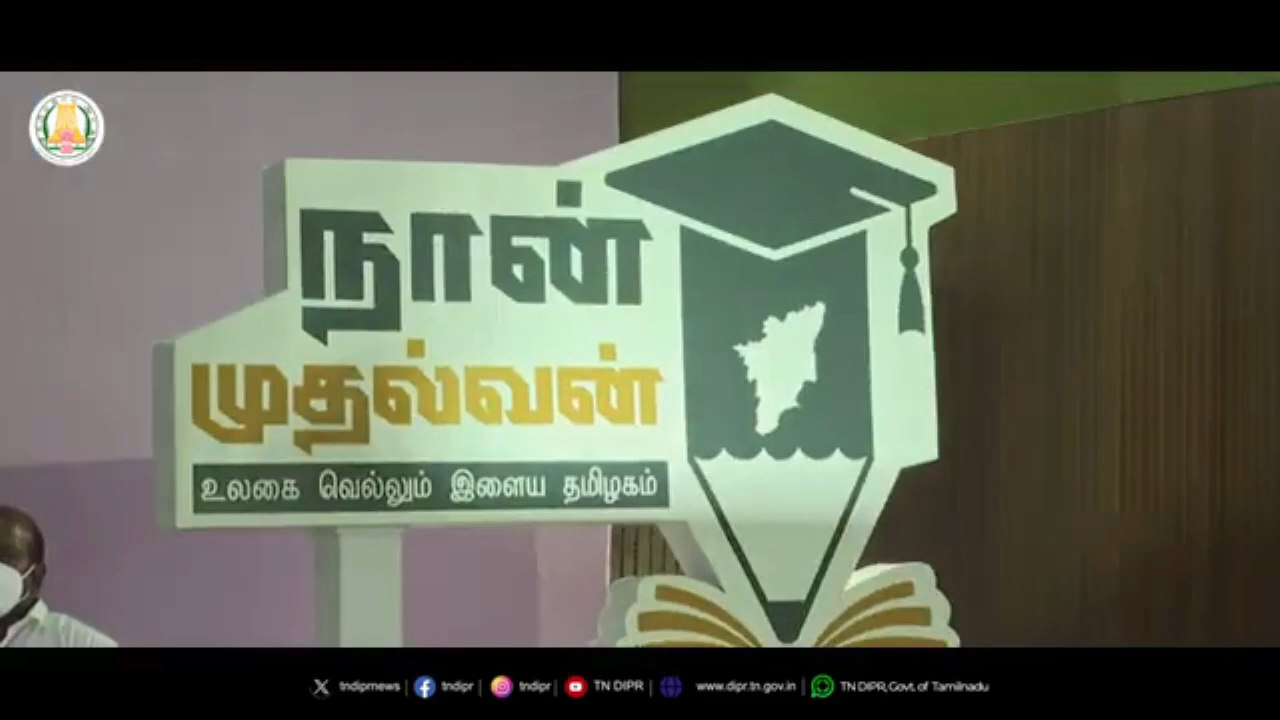 நான்
முதல்வன்
உலகை வெல்லும் இளைய தமிழகம்
tndiprnews | tndipr | tndipr | TN DIPR | www.dipr.tn.gov.in | TN DIPR, Govt. of Tamilnadu